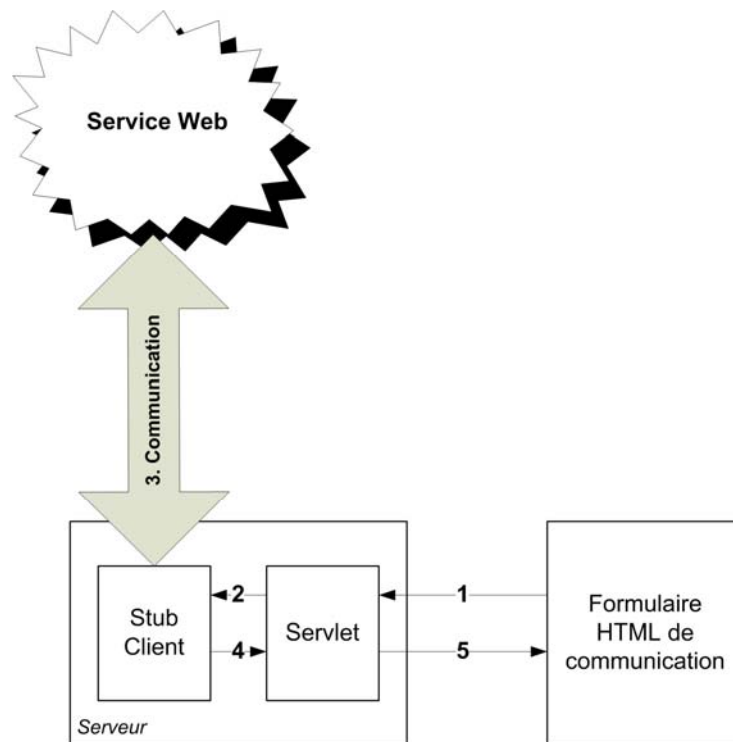 Service Web
3. Communication
2
1
Stub
Client
Servlet
Formulaire
HTML de
communication
4
5
Serveur